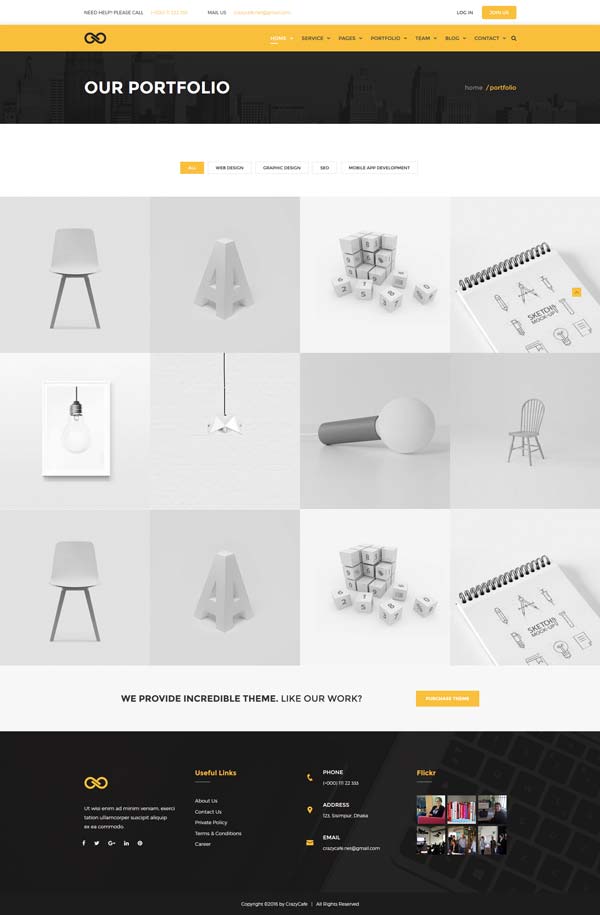 NEED HELP? PLEASE CALL (+000) 111 22 333 MAIL US crazycafe.net@gmail.com LOG IN JOIN US
HOME SERVICE PAGES PORTFOLIO TEAM BLOG CONTACT
OUR PORTFOLIO
home / portfolio
ALL WEB DESIGN GRAPHIC DESIGN SEO MOBILE APP DEVELOPMENT
SKETCH
MOCK-UP
SKETCH
MOCK-UP
WE PROVIDE INCREDIBLE THEME. LIKE OUR WORK? PURCHASE THEME
Ut wisi enim ad minim veniam, exerci
tation ullamcorper suscipit aliquip
ex ea commodo.
Useful Links
About Us
Contact Us
Private Policy
Terms & Conditions
Career
PHONE
(+000) 111 22 333
ADDRESS
123, Sisimpur, Dhaka
EMAIL
crazycafe.net@gmail.com
Flickr
Copyright ©2016 by CrazyCafe | All Rights Reserved